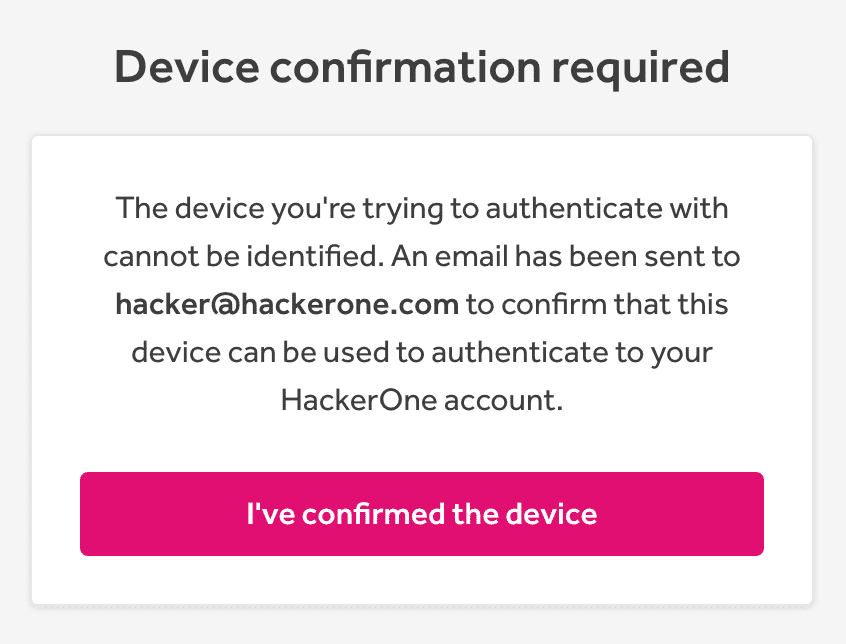 Device confirmation required
The device you're trying to authenticate with
cannot be identified. An email has been sent to
hacker@hackerone.com to confirm that this
device can be used to authenticate to your
HackerOne account.
I've confirmed the device